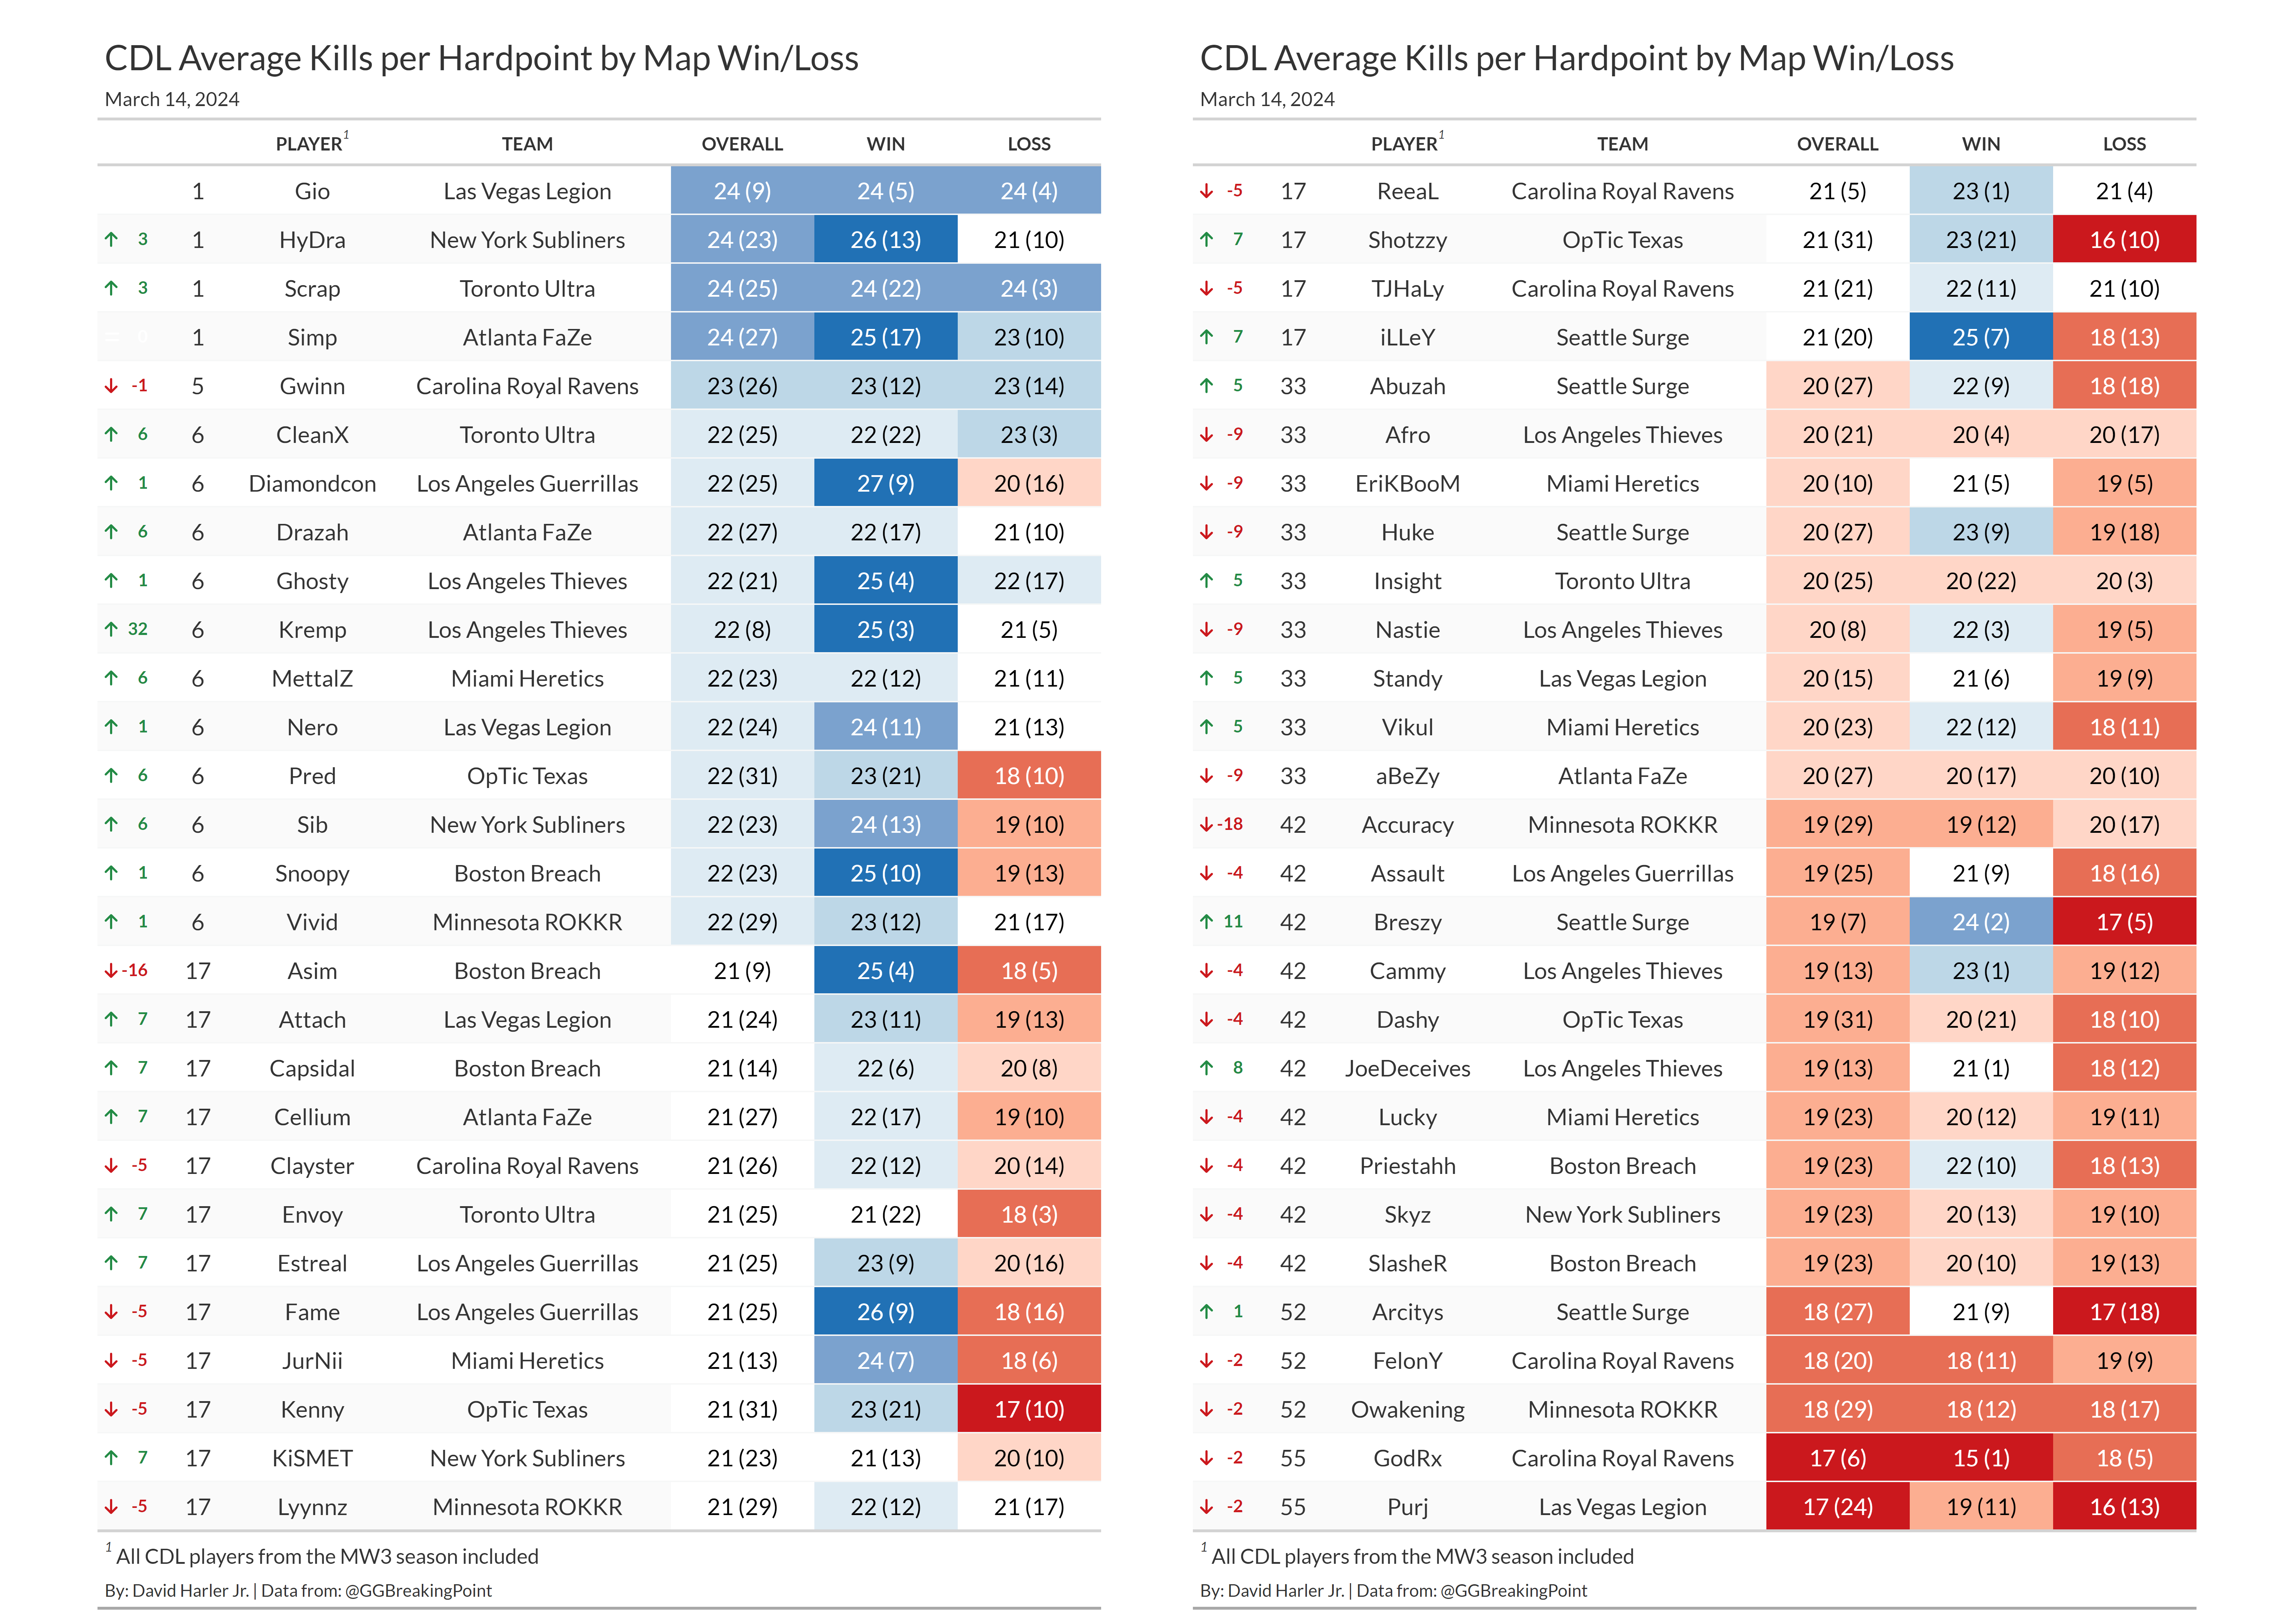 CDL Average Kills per Hardpoint by Map Win/Loss
March 14, 2024
PLAYER1 TEAM OVERALL WIN LOSS
1 Gio Las Vegas Legion 24 (9) 24 (5) 24 (4)
↑ 3 1 HyDra New York Subliners 24 (23) 26 (13) 21 (10)
↑ 3 1 Scrap Toronto Ultra 24 (25) 24 (22) 24 (3)
= 0 1 Simp Atlanta FaZe 24 (27) 25 (17) 23 (10)
↓ -1 5 Gwinn Carolina Royal Ravens 23 (26) 23 (12) 23 (14)
↑ 6 6 CleanX Toronto Ultra 22 (25) 22 (22) 23 (3)
↑ 1 6 Diamondcon Los Angeles Guerrillas 22 (25) 27 (9) 20 (16)
↑ 6 6 Drazah Atlanta FaZe 22 (27) 22 (17) 21 (10)
↑ 1 6 Ghosty Los Angeles Thieves 22 (21) 25 (4) 22 (17)
↑ 32 6 Kremp Los Angeles Thieves 22 (8) 25 (3) 21 (5)
↑ 6 6 MettalZ Miami Heretics 22 (23) 22 (12) 21 (11)
↑ 1 6 Nero Las Vegas Legion 22 (24) 24 (11) 21 (13)
↑ 6 6 Pred OpTic Texas 22 (31) 23 (21) 18 (10)
↑ 6 6 Sib New York Subliners 22 (23) 24 (13) 19 (10)
↑ 1 6 Snoopy Boston Breach 22 (23) 25 (10) 19 (13)
↑ 1 6 Vivid Minnesota ROKKR 22 (29) 23 (12) 21 (17)
↓ -16 17 Asim Boston Breach 21 (9) 25 (4) 18 (5)
↑ 7 17 Attach Las Vegas Legion 21 (24) 23 (11) 19 (13)
↑ 7 17 Capsidal Boston Breach 21 (14) 22 (6) 20 (8)
↑ 7 17 Cellium Atlanta FaZe 21 (27) 22 (17) 19 (10)
↓ -5 17 Clayster Carolina Royal Ravens 21 (26) 22 (12) 20 (14)
↑ 7 17 Envoy Toronto Ultra 21 (25) 21 (22) 18 (3)
↑ 7 17 Estreal Los Angeles Guerrillas 21 (25) 23 (9) 20 (16)
↓ -5 17 Fame Los Angeles Guerrillas 21 (25) 26 (9) 18 (16)
↓ -5 17 JurNii Miami Heretics 21 (13) 24 (7) 18 (6)
↓ -5 17 Kenny OpTic Texas 21 (31) 23 (21) 17 (10)
↑ 7 17 KiSMET New York Subliners 21 (23) 21 (13) 20 (10)
↓ -5 17 Lyynnz Minnesota ROKKR 21 (29) 22 (12) 21 (17)
1 All CDL players from the MW3 season included
By: David Harler Jr. | Data from: @GGBreakingPoint
CDL Average Kills per Hardpoint by Map Win/Loss
March 14, 2024
PLAYER1 TEAM OVERALL WIN LOSS
↓ -5 17 ReeaL Carolina Royal Ravens 21 (5) 23 (1) 21 (4)
↑ 7 17 Shotzzy OpTic Texas 21 (31) 23 (21) 16 (10)
↓ -5 17 TJHaLy Carolina Royal Ravens 21 (21) 22 (11) 21 (10)
↑ 7 17 iLLeY Seattle Surge 21 (20) 25 (7) 18 (13)
↑ 5 33 Abuzah Seattle Surge 20 (27) 22 (9) 18 (18)
↓ -9 33 Afro Los Angeles Thieves 20 (21) 20 (4) 20 (17)
↓ -9 33 EriKBooM Miami Heretics 20 (10) 21 (5) 19 (5)
↓ -9 33 Huke Seattle Surge 20 (27) 23 (9) 19 (18)
↑ 5 33 Insight Toronto Ultra 20 (25) 20 (22) 20 (3)
↓ -9 33 Nastie Los Angeles Thieves 20 (8) 22 (3) 19 (5)
↑ 5 33 Standy Las Vegas Legion 20 (15) 21 (6) 19 (9)
↑ 5 33 Vikul Miami Heretics 20 (23) 22 (12) 18 (11)
↓ -9 33 aBeZy Atlanta FaZe 20 (27) 20 (17) 20 (10)
↓ -18 42 Accuracy Minnesota ROKKR 19 (29) 19 (12) 20 (17)
↓ -4 42 Assault Los Angeles Guerrillas 19 (25) 21 (9) 18 (16)
↑ 11 42 Breszy Seattle Surge 19 (7) 24 (2) 17 (5)
↓ -4 42 Cammy Los Angeles Thieves 19 (13) 23 (1) 19 (12)
↓ -4 42 Dashy OpTic Texas 19 (31) 20 (21) 18 (10)
↑ 8 42 JoeDeceives Los Angeles Thieves 19 (13) 21 (1) 18 (12)
↓ -4 42 Lucky Miami Heretics 19 (23) 20 (12) 19 (11)
↓ -4 42 Priestahh Boston Breach 19 (23) 22 (10) 18 (13)
↓ -4 42 Skyz New York Subliners 19 (23) 20 (13) 19 (10)
↓ -4 42 SlasheR Boston Breach 19 (23) 20 (10) 19 (13)
↑ 1 52 Arcitys Seattle Surge 18 (27) 21 (9) 17 (18)
↓ -2 52 FelonY Carolina Royal Ravens 18 (20) 18 (11) 19 (9)
↓ -2 52 Owakening Minnesota ROKKR 18 (29) 18 (12) 18 (17)
↓ -2 55 GodRx Carolina Royal Ravens 17 (6) 15 (1) 18 (5)
↓ -2 55 Purj Las Vegas Legion 17 (24) 19 (11) 16 (13)
1 All CDL players from the MW3 season included
By: David Harler Jr. | Data from: @GGBreakingPoint